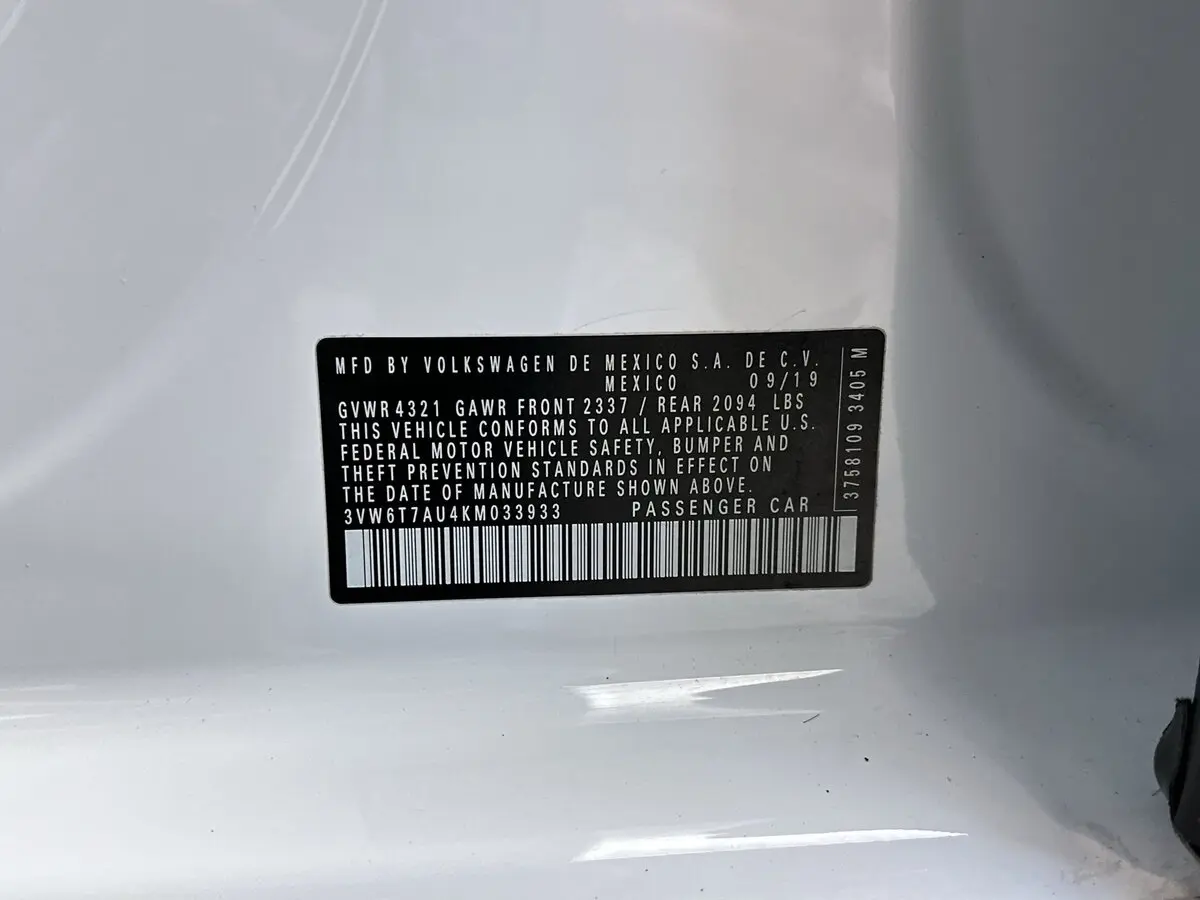 MFD BY VOLKSWAGEN DE MEXICO S.A. DE C.V.
MEXICO 09/19
GVWR 4321 GAWR FRONT 2337 / REAR 2094 LBS
THIS VEHICLE CONFORMS TO ALL APPLICABLE U.S.
FEDERAL MOTOR VEHICLE SAFETY, BUMPER AND
THEFT PREVENTION STANDARDS IN EFFECT ON
THE DATE OF MANUFACTURE SHOWN ABOVE.
3VW6T7AU4KM033933 PASSENGER CAR
3758109 3405 M